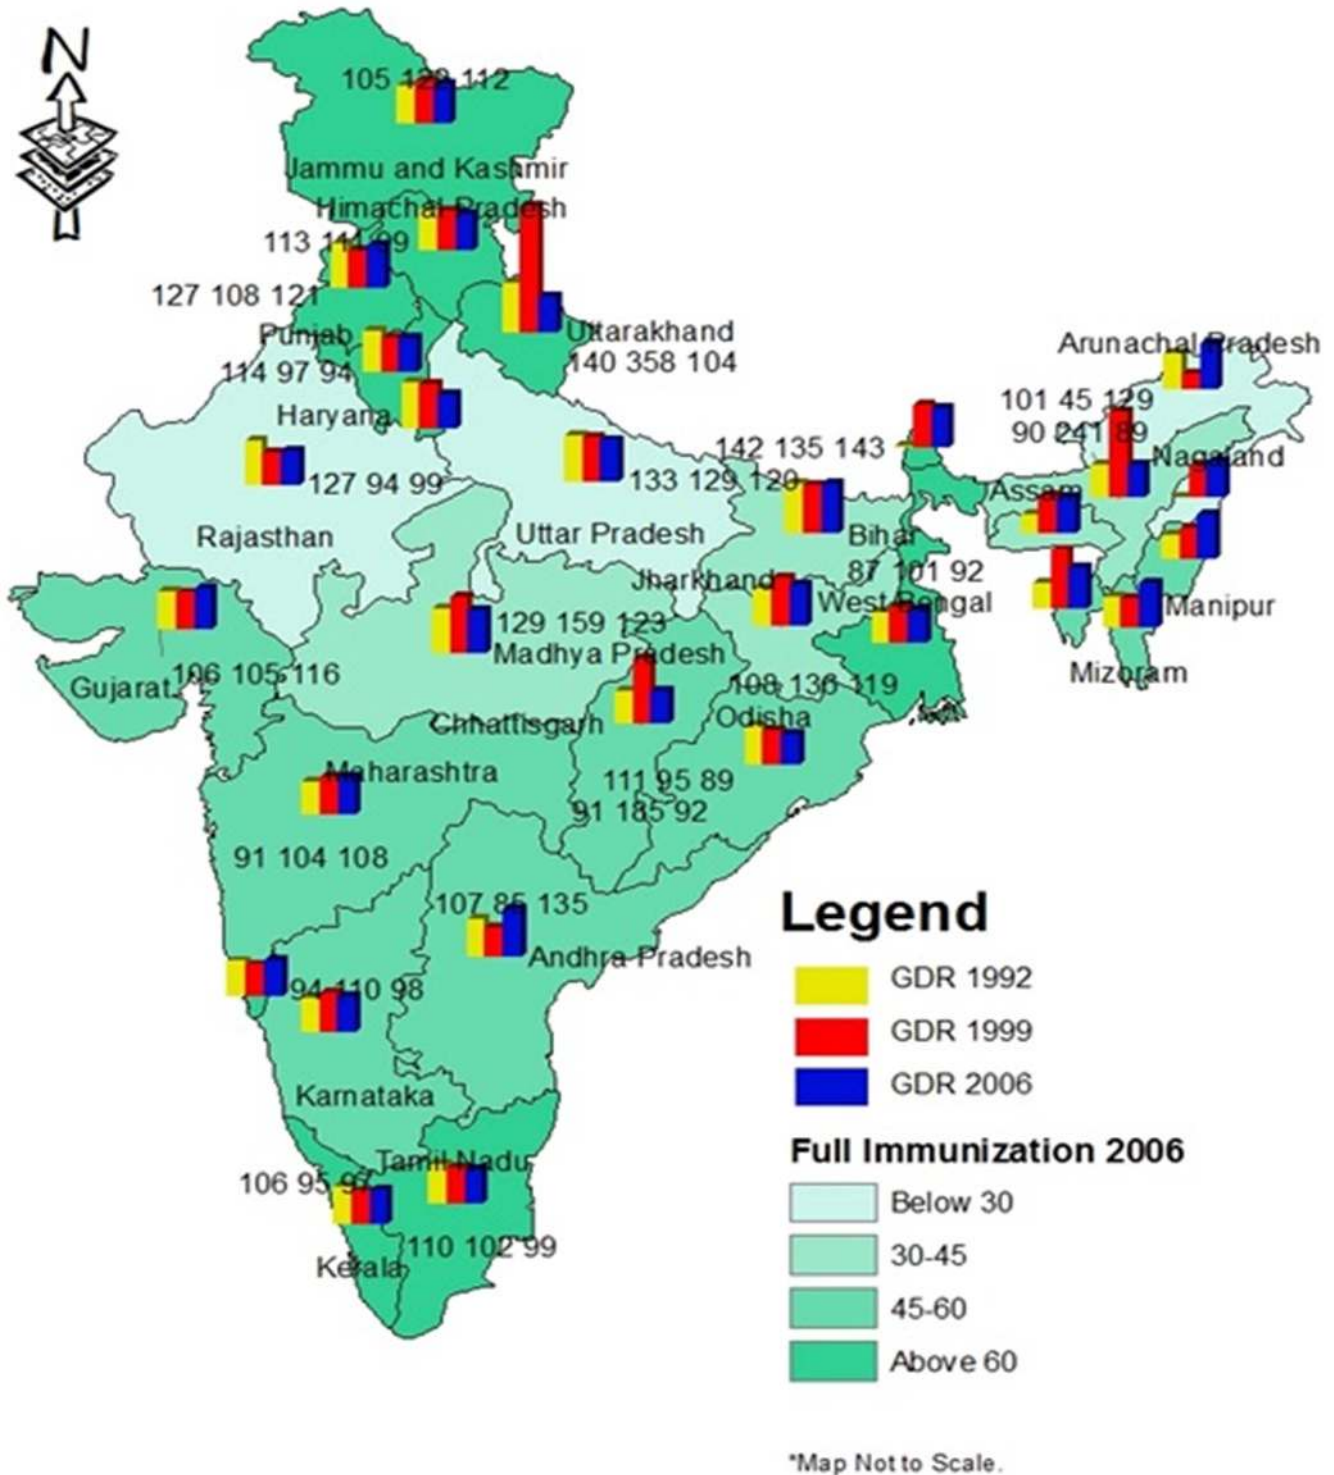 N
105 122 112
Jammu and Kashmir
Himachal Pradesh
113 111 99
127 108 121
Punjab
Uttarakhand
140 358 104
114 97 94
Haryana
Arunachal Pradesh
101 45 129
90 241 89
142 135 143
Nagaland
127 94 99
133 129 120
Assam
Rajasthan
Uttar Pradesh
Bihar
87 101 92
Jharkhand
West Bengal
Manipur
129 159 123
Madhya Pradesh
Mizoram
Gujarat
106 105 116
108 136 119
Chhattisgarh
Odisha
Maharashtra
111 95 89
91 185 92
91 104 108
107 85 135
Andhra Pradesh
94 110 98
Karnataka
Tamil Nadu
106 95
110 102 99
Kerala
Legend
GDR 1992
GDR 1999
GDR 2006
Full Immunization 2006
Below 30
30-45
45-60
Above 60
*Map Not to Scale.